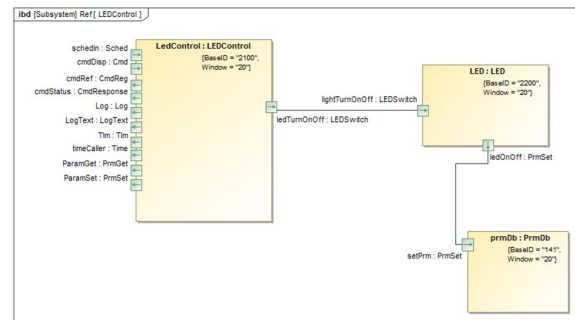 ibd [Subsystem] Ref[ LEDControl ]
LedControl : LEDControl
{BaseID = "2100",
Window = "20"}
schedIn : Sched
cmdDisp : Cmd
cmdRef : CmdReg
cmdStatus : CmdResponse
Log : Log
LogText : LogText
Tlm : Tlm
timeCaller : Time
ParamGet : PrmGet
ParamSet : PrmSet
ledTurnOnOff : LEDSwitch
lightTurnOnOff : LEDSwitch
LED : LED
{BaseID = "2200",
Window = "20"}
ledOnOff : PrmSet
setPrm : PrmSet
prmDb : PrmDb
{BaseID = "141",
Window = "20"}